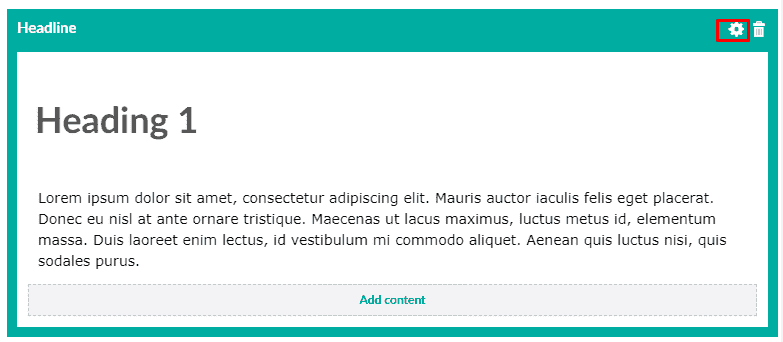 Headline
Heading 1
Lorem ipsum dolor sit amet, consectetur adipiscing elit. Mauris auctor iaculis felis eget placerat.
Donec eu nisl at ante ornare tristique. Maecenas ut lacus maximus, luctus metus id, elementum
massa. Duis laoreet enim lectus, id vestibulum mi commodo aliquet. Aenean quis luctus nisi, quis
sodales purus.
Add content